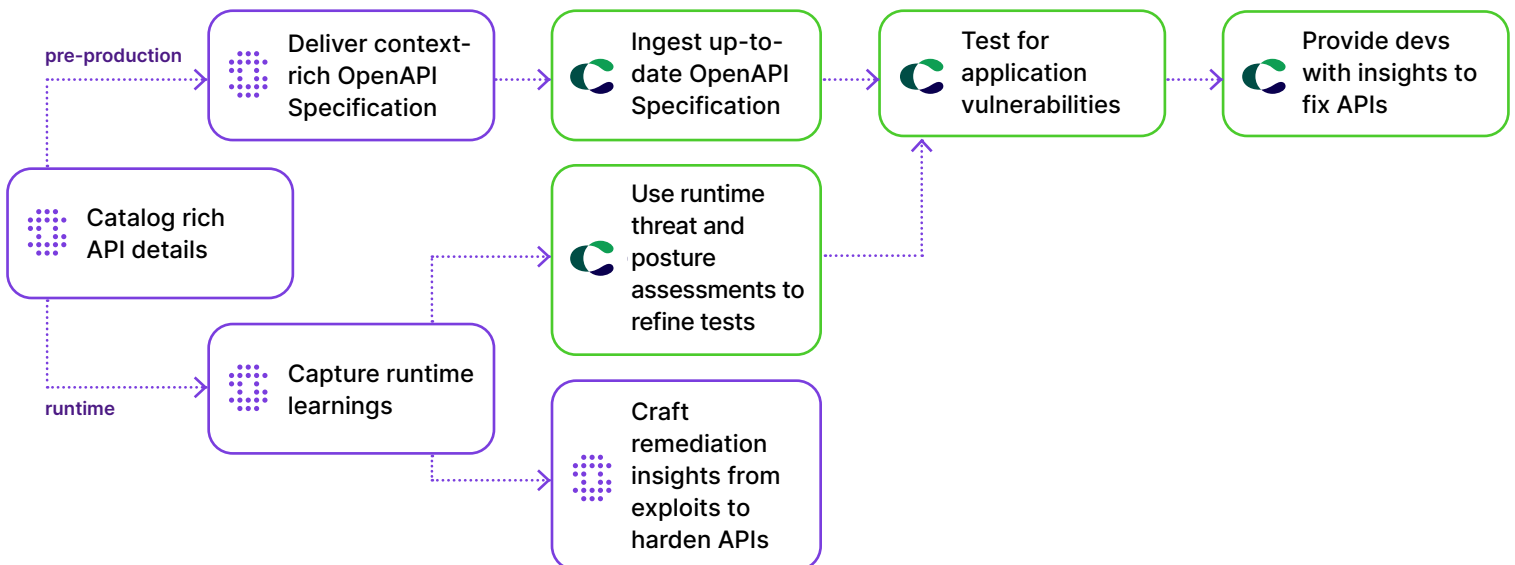 pre-production
Deliver context-
rich OpenAPI
Specification
Ingest up-to-
date OpenAPI
Specification
Test for
application
vulnerabilities
Provide devs
with insights to
fix APIs
Catalog rich
API details
Use runtime
threat and
posture
assessments to
refine tests
runtime
Capture runtime
learnings
Craft
remediation
insights from
exploits to
harden APIs